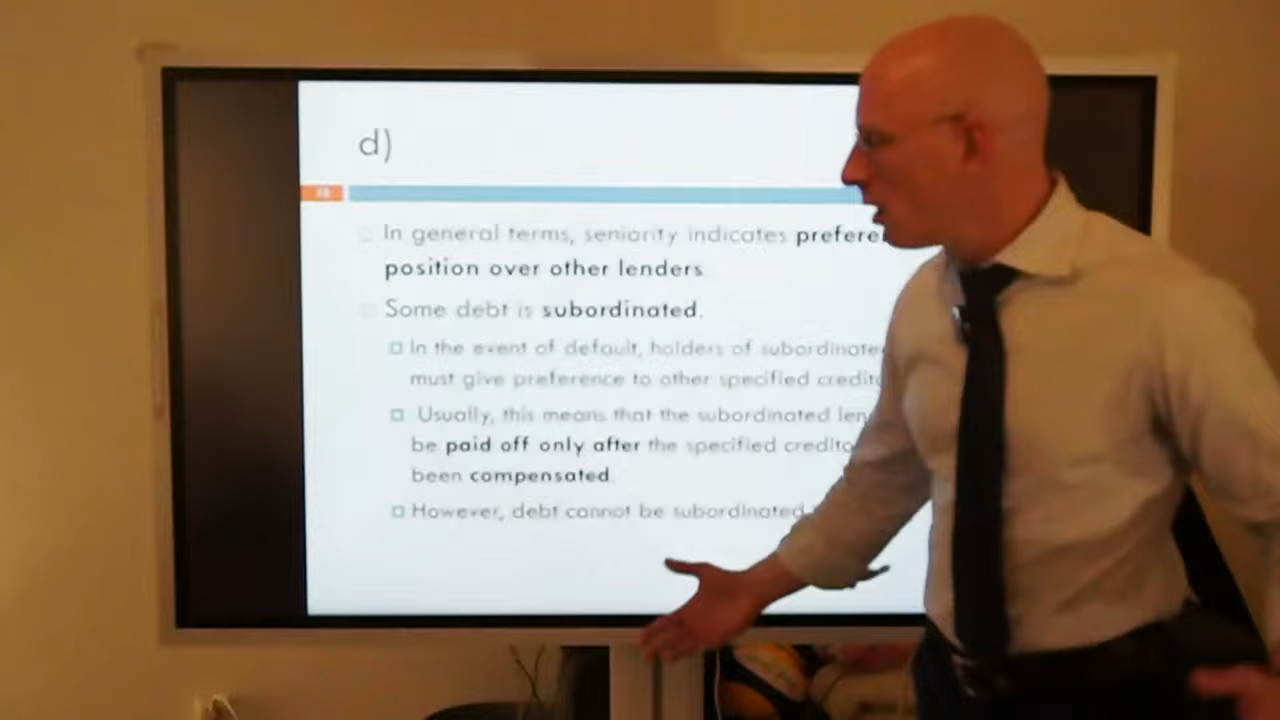 d)
In general terms, seniority indicates
position over other lenders
Some debt is subordinated.
In the event of default, holders of
must give preference to other specified
Usually, this means that the subordinated
be paid off only after the specified
been compensated.
However, debt cannot be subordinated